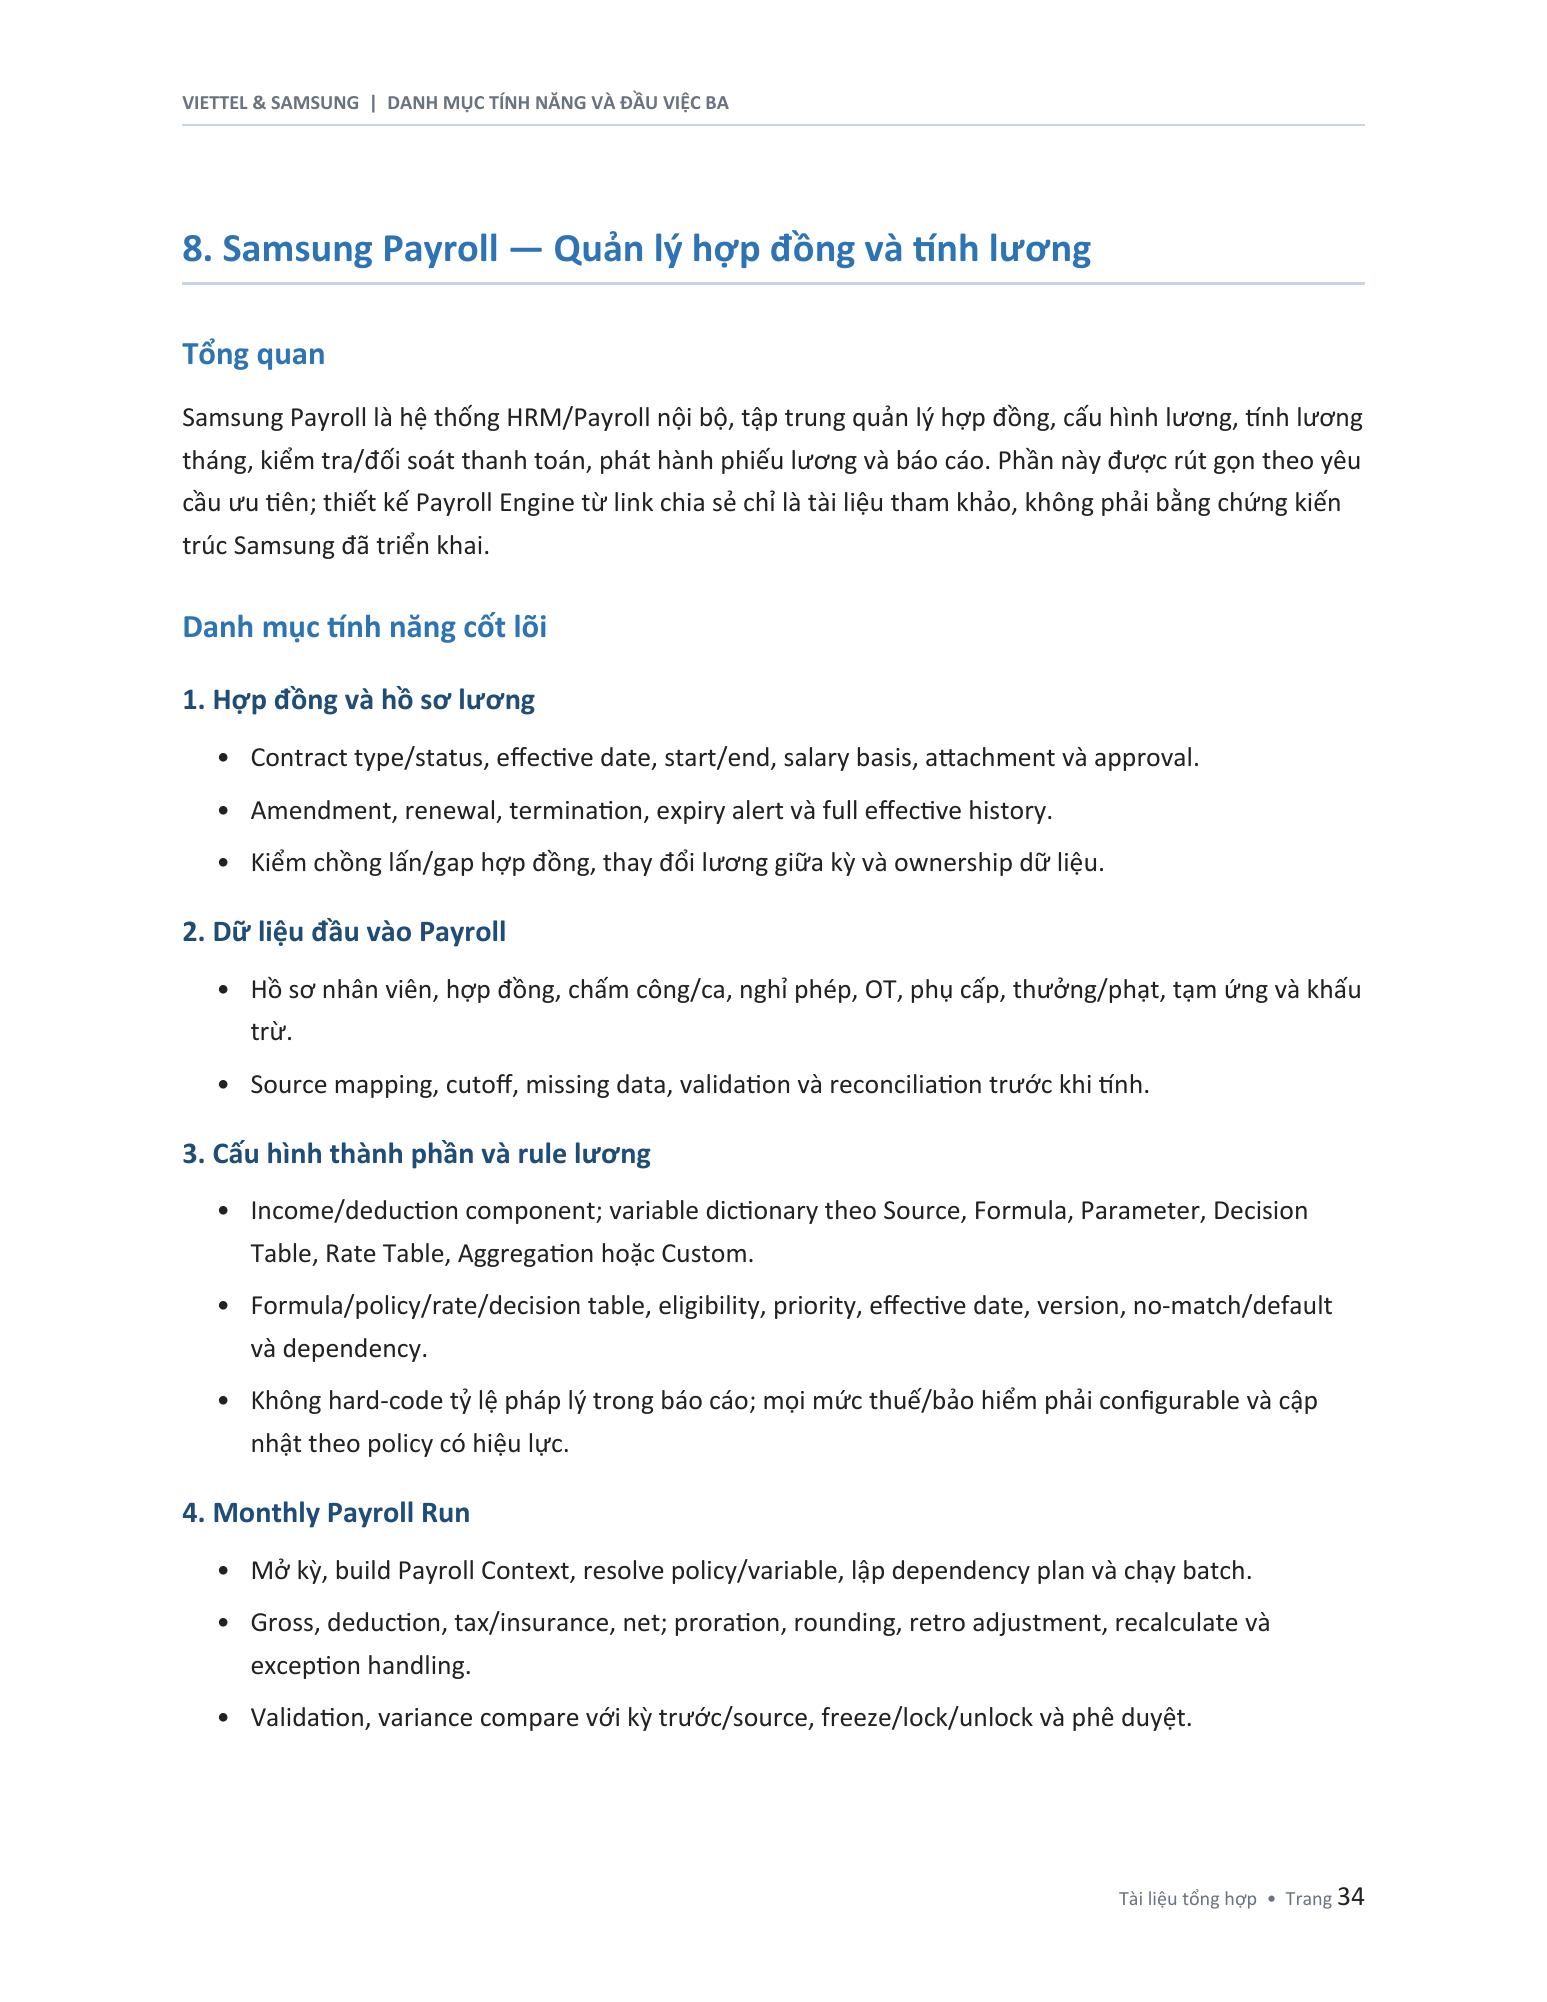 VIETTEL & SAMSUNG | DANH MỤC TÍNH NĂNG VÀ ĐẦU VIỆC BA
8. Samsung Payroll — Quản lý hợp đồng và tính lương
Tổng quan
Samsung Payroll là hệ thống HRM/Payroll nội bộ, tập trung quản lý hợp đồng, cấu hình lương, tính lương
tháng, kiểm tra/đối soát thanh toán, phát hành phiếu lương và báo cáo. Phần này được rút gọn theo yêu
cầu ưu tiên; thiết kế Payroll Engine từ link chia sẻ chỉ là tài liệu tham khảo, không phải bằng chứng kiến
trúc Samsung đã triển khai.
Danh mục tính năng cốt lõi
1. Hợp đồng và hồ sơ lương
• Contract type/status, effective date, start/end, salary basis, attachment và approval.
• Amendment, renewal, termination, expiry alert và full effective history.
• Kiểm chồng lấn/gap hợp đồng, thay đổi lương giữa kỳ và ownership dữ liệu.
2. Dữ liệu đầu vào Payroll
• Hồ sơ nhân viên, hợp đồng, chấm công/ca, nghỉ phép, OT, phụ cấp, thưởng/phạt, tạm ứng và khấu
trừ.
• Source mapping, cutoff, missing data, validation và reconciliation trước khi tính.
3. Cấu hình thành phần và rule lương
• Income/deduction component; variable dictionary theo Source, Formula, Parameter, Decision
Table, Rate Table, Aggregation hoặc Custom.
• Formula/policy/rate/decision table, eligibility, priority, effective date, version, no-match/default
và dependency.
• Không hard-code tỷ lệ pháp lý trong báo cáo; mọi mức thuế/bảo hiểm phải configurable và cập
nhật theo policy có hiệu lực.
4. Monthly Payroll Run
• Mở kỳ, build Payroll Context, resolve policy/variable, lập dependency plan và chạy batch.
• Gross, deduction, tax/insurance, net; proration, rounding, retro adjustment, recalculate và
exception handling.
• Validation, variance compare với kỳ trước/source, freeze/lock/unlock và phê duyệt.
Tài liệu tổng hợp • Trang 34